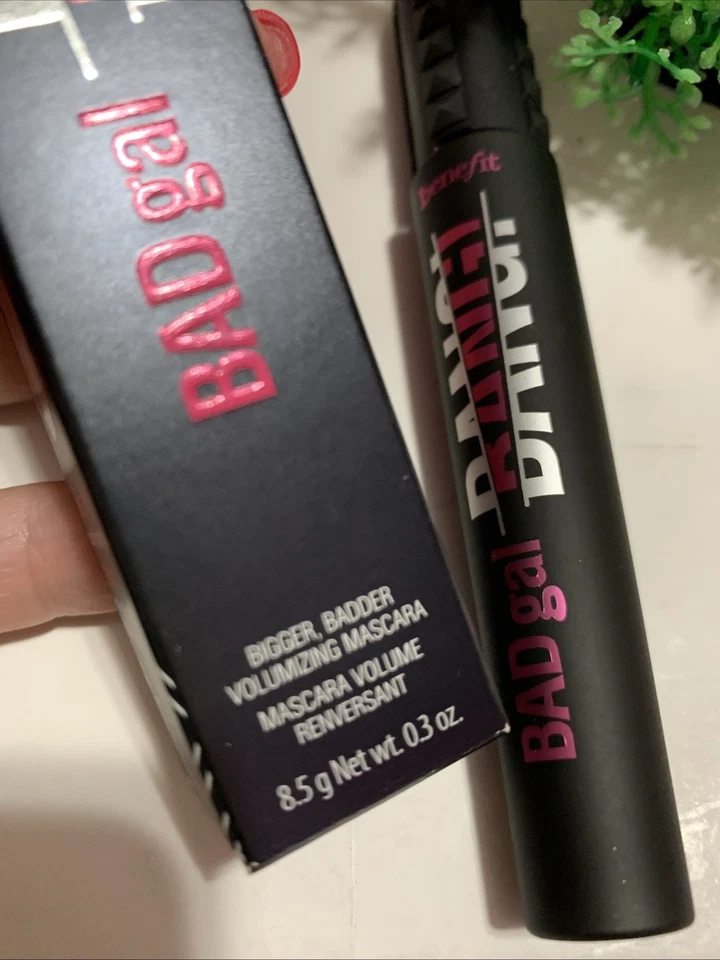 BAD gal
BIGGER, BADDER
VOLUMIZING MASCARA
MASCARA VOLUME
RENVERSANT
8.5 g Net wt. 0.3 oz.
benefit
BANG!
BAD gal